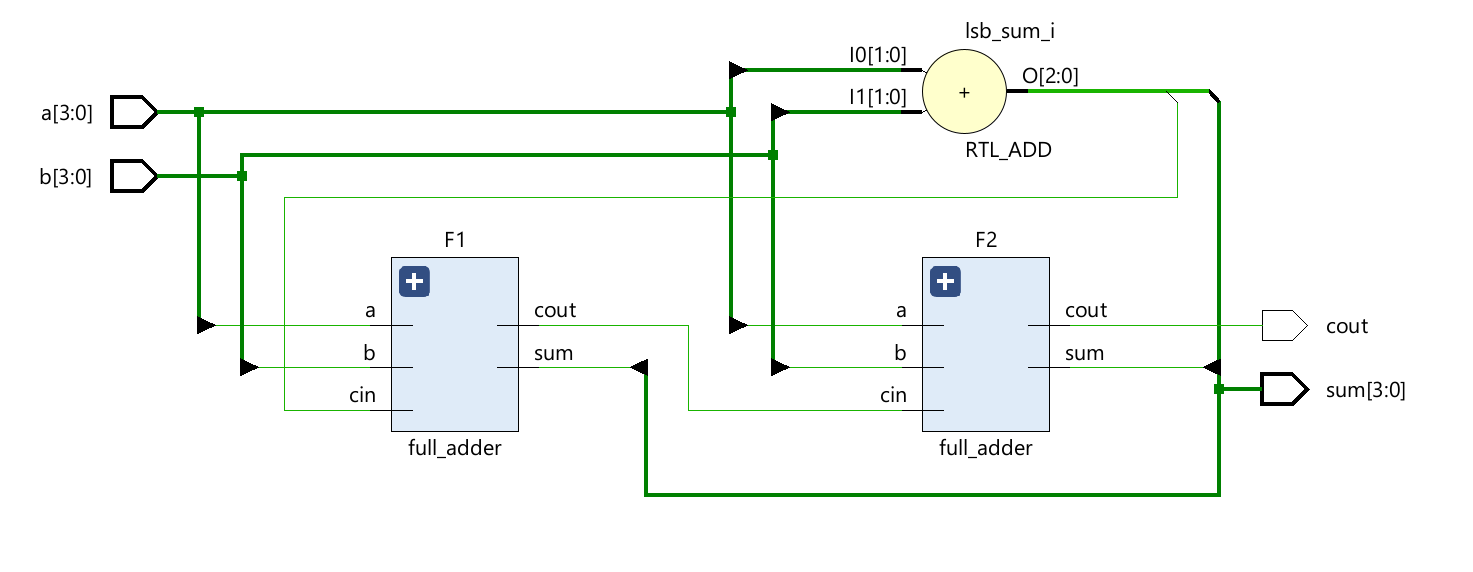 lsb_sum_i
I0[1:0]
O[2:0]
I1[1:0]
+
a[3:0]
RTL_ADD
b[3:0]
F1
F2
a
cout
a
cout
cout
b
sum
b
sum
cin
cin
sum[3:0]
full_adder
full_adder